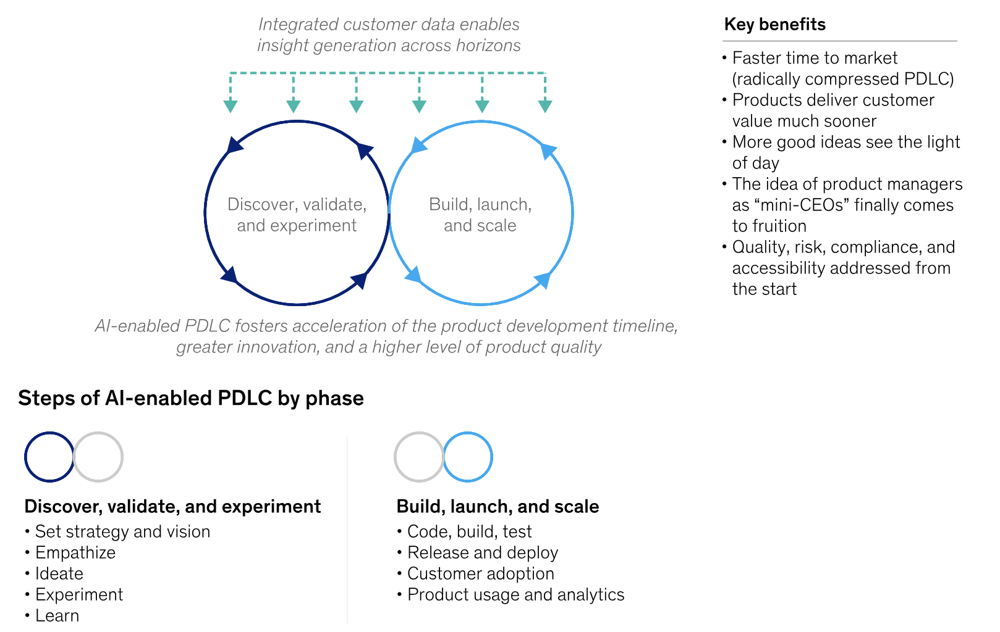 Integrated customer data enables
insight generation across horizons
Discover, validate,
and experiment
Build, launch,
and scale
AI-enabled PDLC fosters acceleration of the product development timeline,
greater innovation, and a higher level of product quality
Key benefits
• Faster time to market
(radically compressed PDLC)
• Products deliver customer
value much sooner
• More good ideas see the light
of day
• The idea of product managers
as “mini-CEOs” finally comes
to fruition
• Quality, risk, compliance, and
accessibility addressed from
the start
Steps of AI-enabled PDLC by phase
Discover, validate, and experiment
• Set strategy and vision
• Empathize
• Ideate
• Experiment
• Learn
Build, launch, and scale
• Code, build, test
• Release and deploy
• Customer adoption
• Product usage and analytics